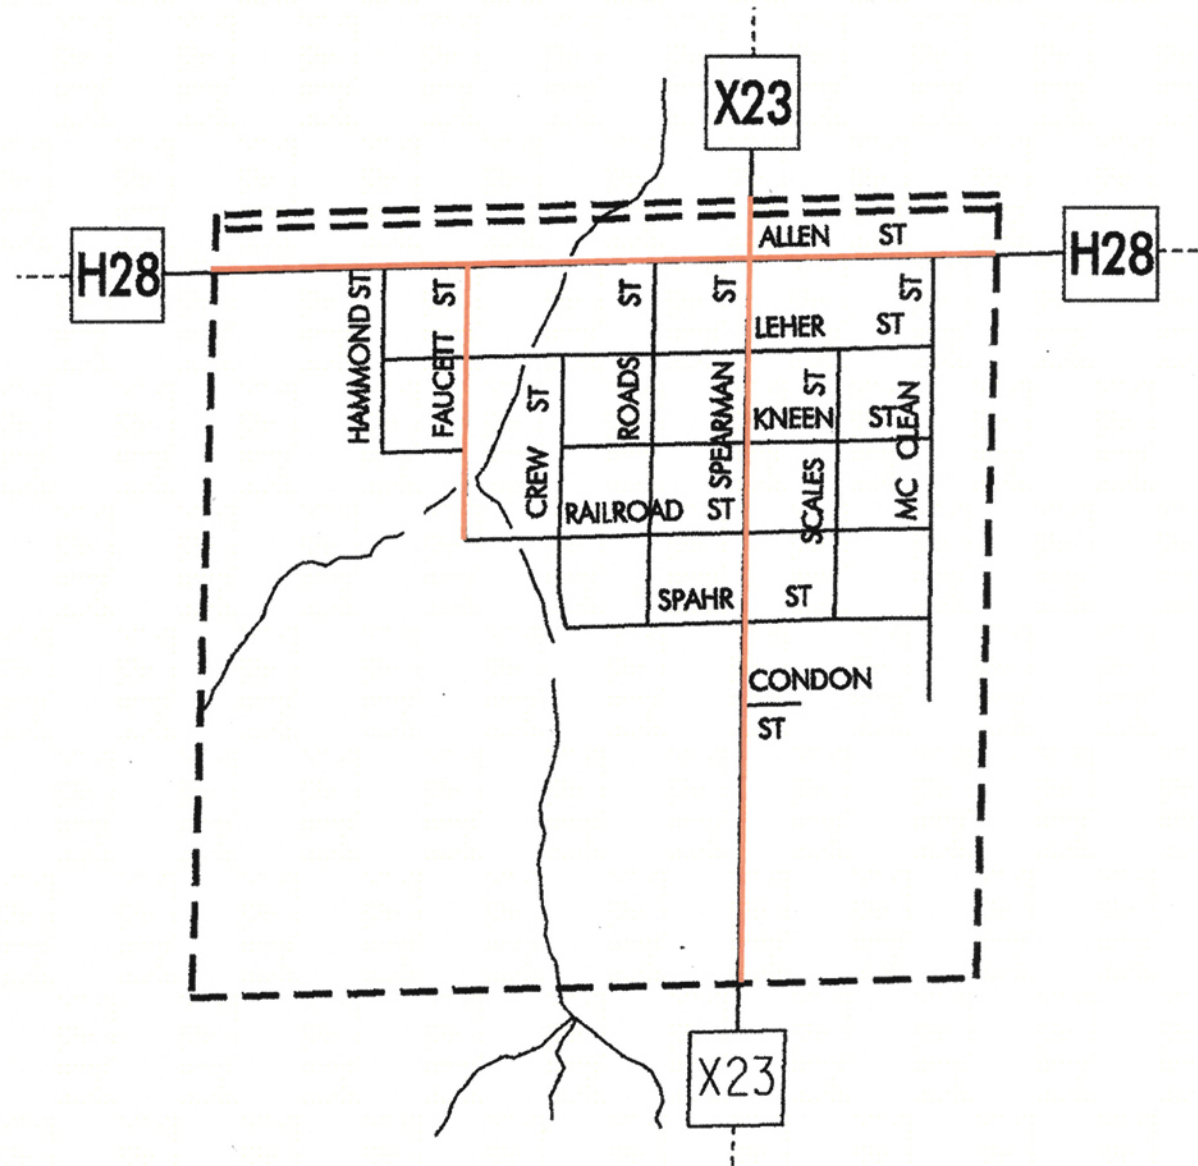 X23
ALLEN ST
H28
H28
HAMMOND ST
FAUCETT ST
ROADS ST
SPEARMAN ST
MC CLEAN ST
LEHER ST
CREW ST
SCALES ST
KNEEN ST
RAILROAD ST
SPAHR ST
CONDON
ST
X23